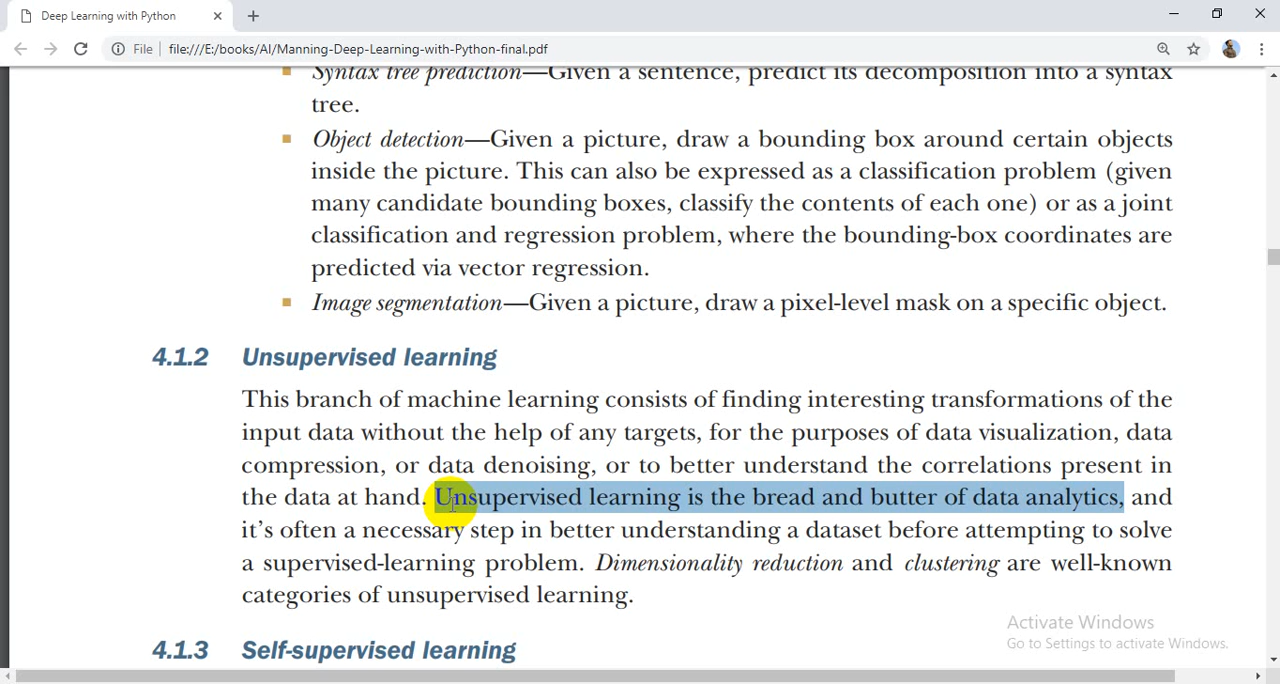 Deep Learning with Python
File
file:///E:/books/AI/Manning-Deep-Learning-with-Python-final.pdf
Syntax tree prediction—Given a sentence, predict its decomposition into a syntax
tree.
Object detection—Given a picture, draw a bounding box around certain objects
inside the picture. This can also be expressed as a classification problem (given
many candidate bounding boxes, classify the contents of each one) or as a joint
classification and regression problem, where the bounding-box coordinates are
predicted via vector regression.
Image segmentation—Given a picture, draw a pixel-level mask on a specific object.
4.1.2 Unsupervised learning
This branch of machine learning consists of finding interesting transformations of the
input data without the help of any targets, for the purposes of data visualization, data
compression, or data denoising, or to better understand the correlations present in
the data at hand. Unsupervised learning is the bread and butter of data analytics, and
it's often a necessary step in better understanding a dataset before attempting to solve
a supervised-learning problem. Dimensionality reduction and clustering are well-known
categories of unsupervised learning.
Activate Windows
Go to Settings to activate Windows.
4.1.3 Self-supervised learning